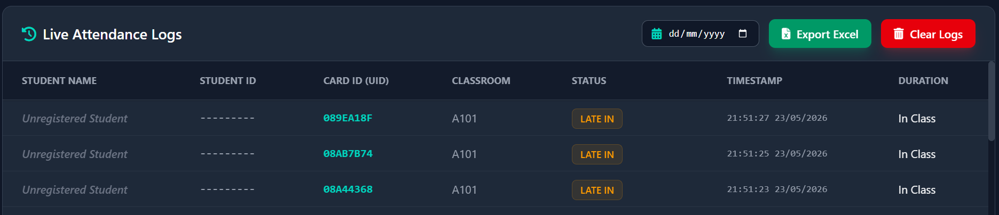 Live Attendance Logs dd/mm/yyyy Export Excel Clear Logs
STUDENT NAME STUDENT ID CARD ID (UID) CLASSROOM STATUS TIMESTAMP DURATION
Unregistered Student --------- 089EA18F A101 LATE IN 21:51:27 23/05/2026 In Class
Unregistered Student --------- 08AB7B74 A101 LATE IN 21:51:25 23/05/2026 In Class
Unregistered Student --------- 08A44368 A101 LATE IN 21:51:23 23/05/2026 In Class